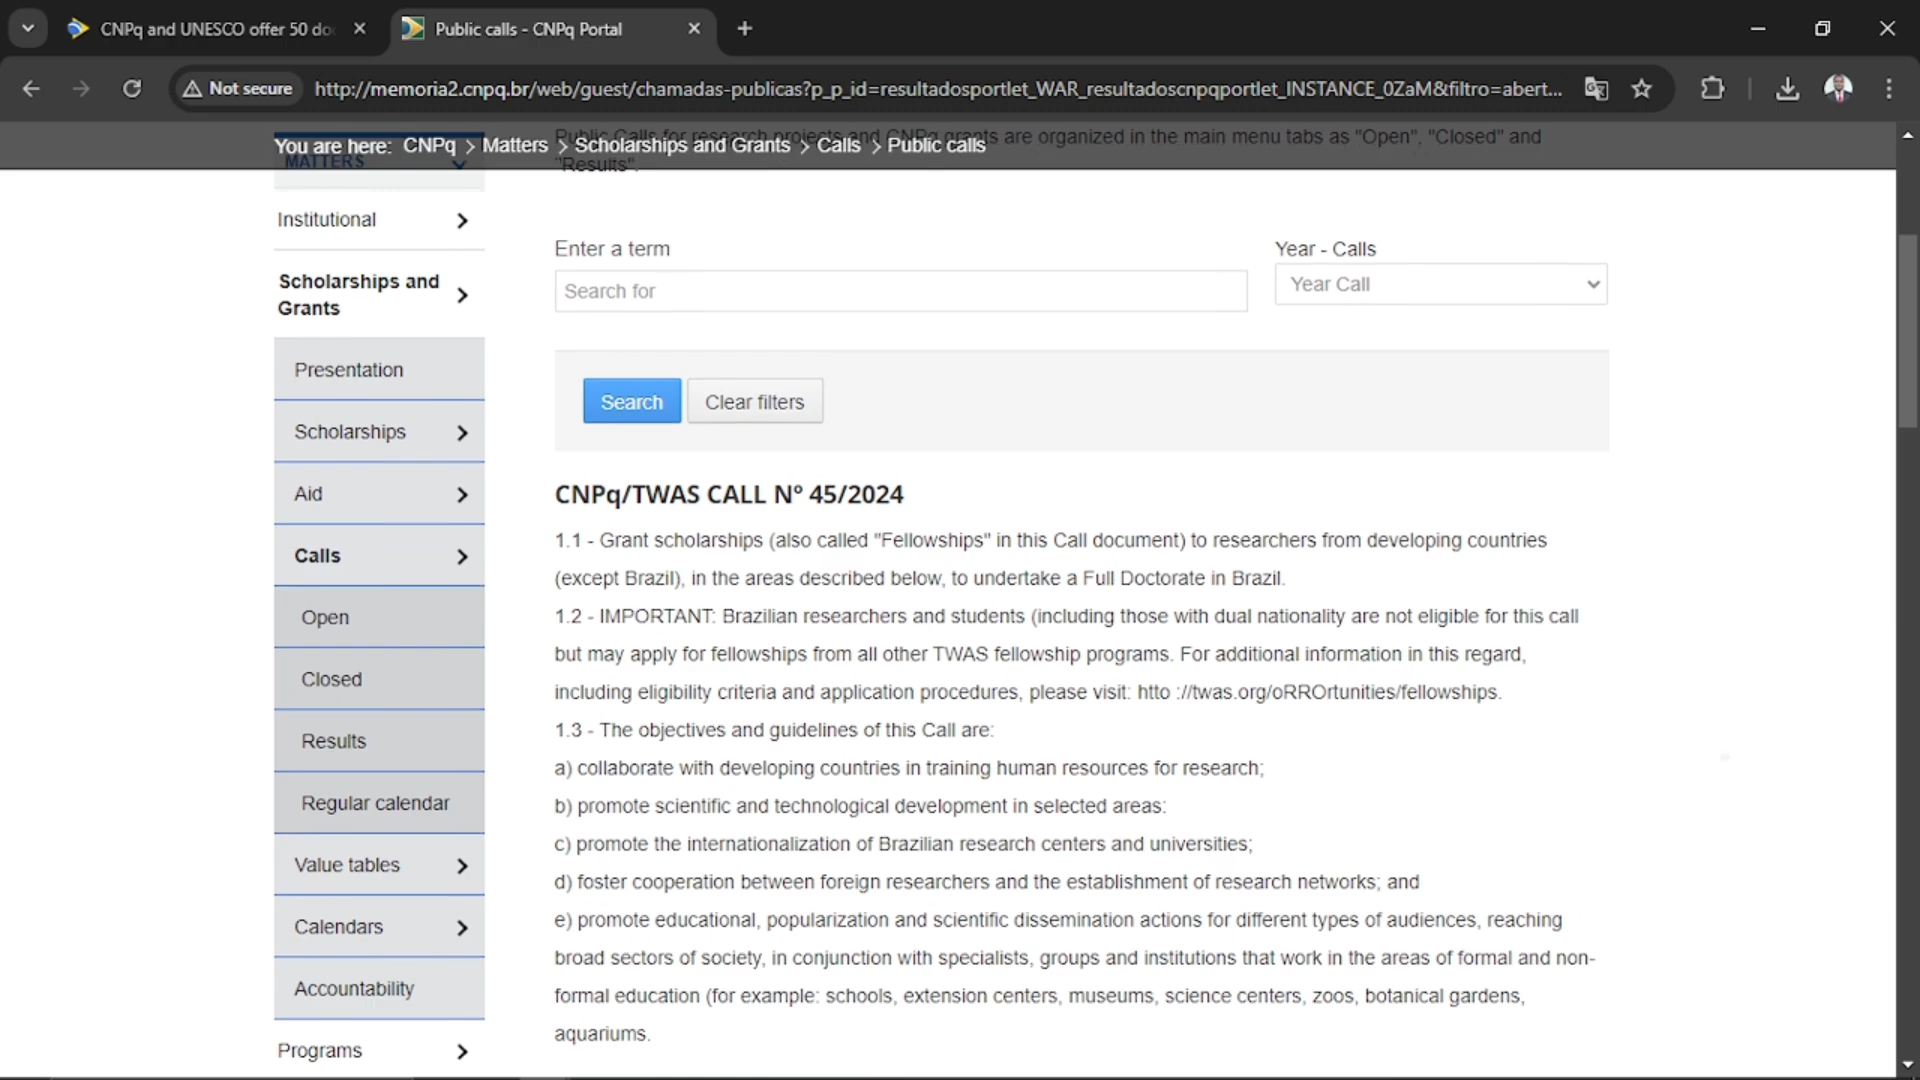 CNPq and UNESCO offer 50 do
Public calls - CNPq Portal
Not secure
http://memoria2.cnpq.br/web/guest/chamadas-publicas?p_p_id=resultadosportlet_WAR_resultadoscnpqportlet_INSTANCE_0ZaM&filtro=abert...
Public Calls for research projects and CNPq grants are organized in the main menu tabs as "Open", "Closed" and
"Results".
You are here: CNPq > Matters > Scholarships and Grants > Calls > Public calls
MATTERS
Institutional
Scholarships and
Grants
Presentation
Scholarships
Aid
Calls
Open
Closed
Results
Regular calendar
Value tables
Calendars
Accountability
Programs
Enter a term
Search for
Year - Calls
Year Call
Search
Clear filters
CNPq/TWAS CALL Nº 45/2024
1.1 - Grant scholarships (also called "Fellowships" in this Call document) to researchers from developing countries
(except Brazil), in the areas described below, to undertake a Full Doctorate in Brazil.
1.2 - IMPORTANT: Brazilian researchers and students (including those with dual nationality are not eligible for this call
but may apply for fellowships from all other TWAS fellowship programs. For additional information in this regard,
including eligibility criteria and application procedures, please visit: htto ://twas.org/oRROrtunities/fellowships.
1.3 - The objectives and guidelines of this Call are:
a) collaborate with developing countries in training human resources for research;
b) promote scientific and technological development in selected areas:
c) promote the internationalization of Brazilian research centers and universities;
d) foster cooperation between foreign researchers and the establishment of research networks; and
e) promote educational, popularization and scientific dissemination actions for different types of audiences, reaching
broad sectors of society, in conjunction with specialists, groups and institutions that work in the areas of formal and non-
formal education (for example: schools, extension centers, museums, science centers, zoos, botanical gardens,
aquariums.